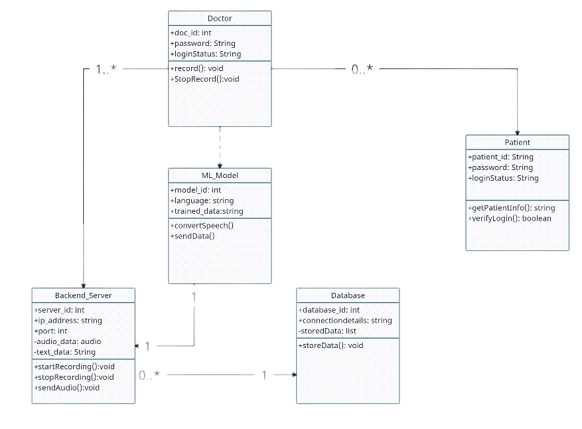 Doctor
+doc_id: int
+password: String
+loginStatus: String
+record(): void
+StopRecord():void
1..*
0..*
Patient
+patient_id: String
+password: String
+loginStatus: String
+getPatientInfo(): string
+verifyLogin(): boolean
ML_Model
+model_id: int
+language: string
+trained_data:string
+convertSpeech()
+sendData()
1
1
Backend_Server
+server_id: int
+ip_address: string
+port: int
-audio_data: audio
-text_data: String
+startRecording():void
+stopRecording():void
+sendAudio():void
0..*
1
Database
+database_id: int
+connectiondetails: string
-storedData: list
+storeData(): void